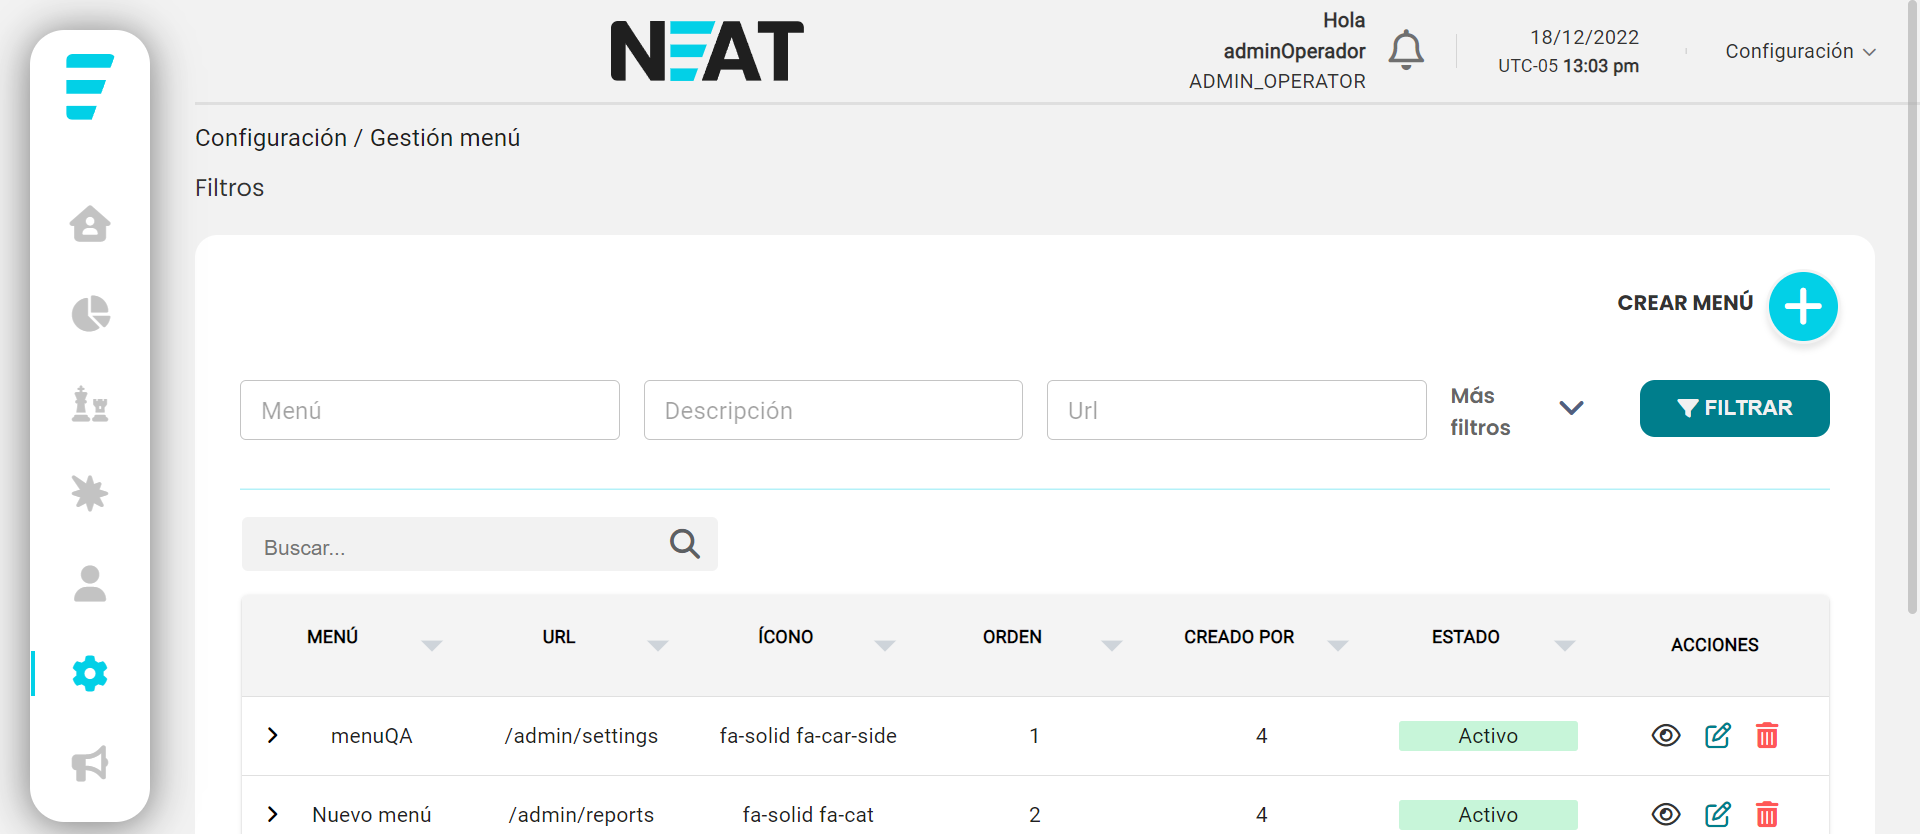 NEAT
Hola
adminOperador
ADMIN_OPERATOR
18/12/2022
UTC-05 13:03 pm
Configuración
Configuración / Gestión menú
Filtros
CREAR MENÚ
Menú
Descripción
Url
Más
filtros
FILTRAR
Buscar...
MENÚ URL ÍCONO ORDEN CREADO POR ESTADO ACCIONES
menuQA /admin/settings fa-solid fa-car-side 1 4 Activo
Nuevo menú /admin/reports fa-solid fa-cat 2 4 Activo